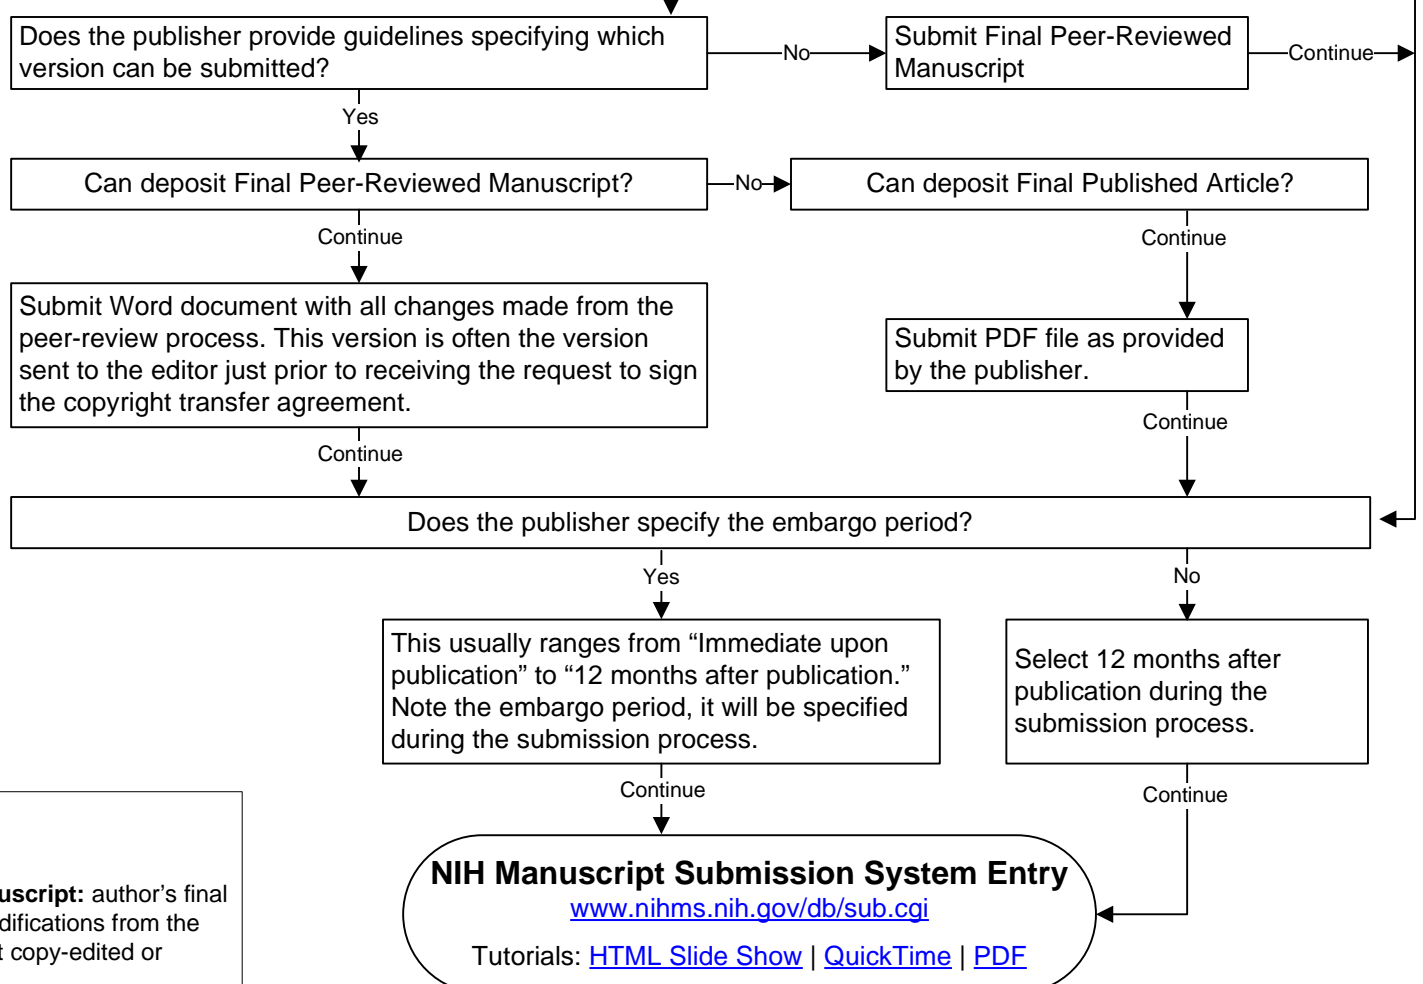 Does the publisher provide guidelines specifying which
version can be submitted?
No
Submit Final Peer-Reviewed
Manuscript
Continue
Yes
Can deposit Final Peer-Reviewed Manuscript?
No
Can deposit Final Published Article?
Continue
Continue
Submit Word document with all changes made from the
peer-review process. This version is often the version
sent to the editor just prior to receiving the request to sign
the copyright transfer agreement.
Submit PDF file as provided
by the publisher.
Continue
Continue
Does the publisher specify the embargo period?
Yes
No
This usually ranges from “Immediate upon
publication” to “12 months after publication.”
Note the embargo period, it will be specified
during the submission process.
Select 12 months after
publication during the
submission process.
Continue
Continue
NIH Manuscript Submission System Entry
www.nihms.nih.gov/db/sub.cgi
Tutorials: HTML Slide Show | QuickTime | PDF
uscript: author’s final
difications from the
t copy-edited or